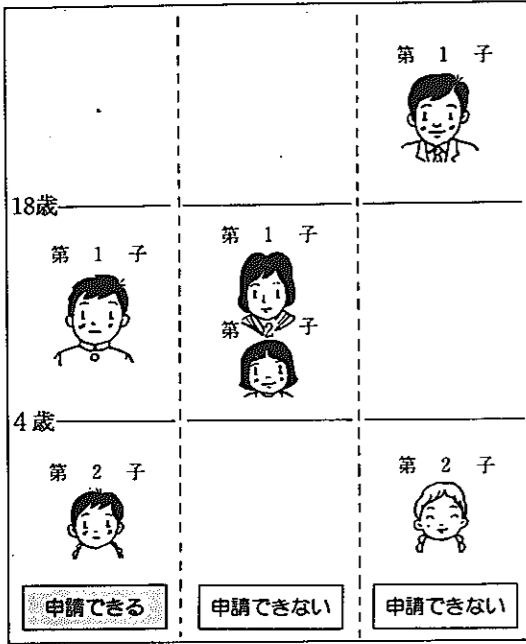 第 1 子
18歳
第 1 子
第 1 子
第 2 子
4歳
第 2 子
第 2 子
申請できる
申請できない
申請できない